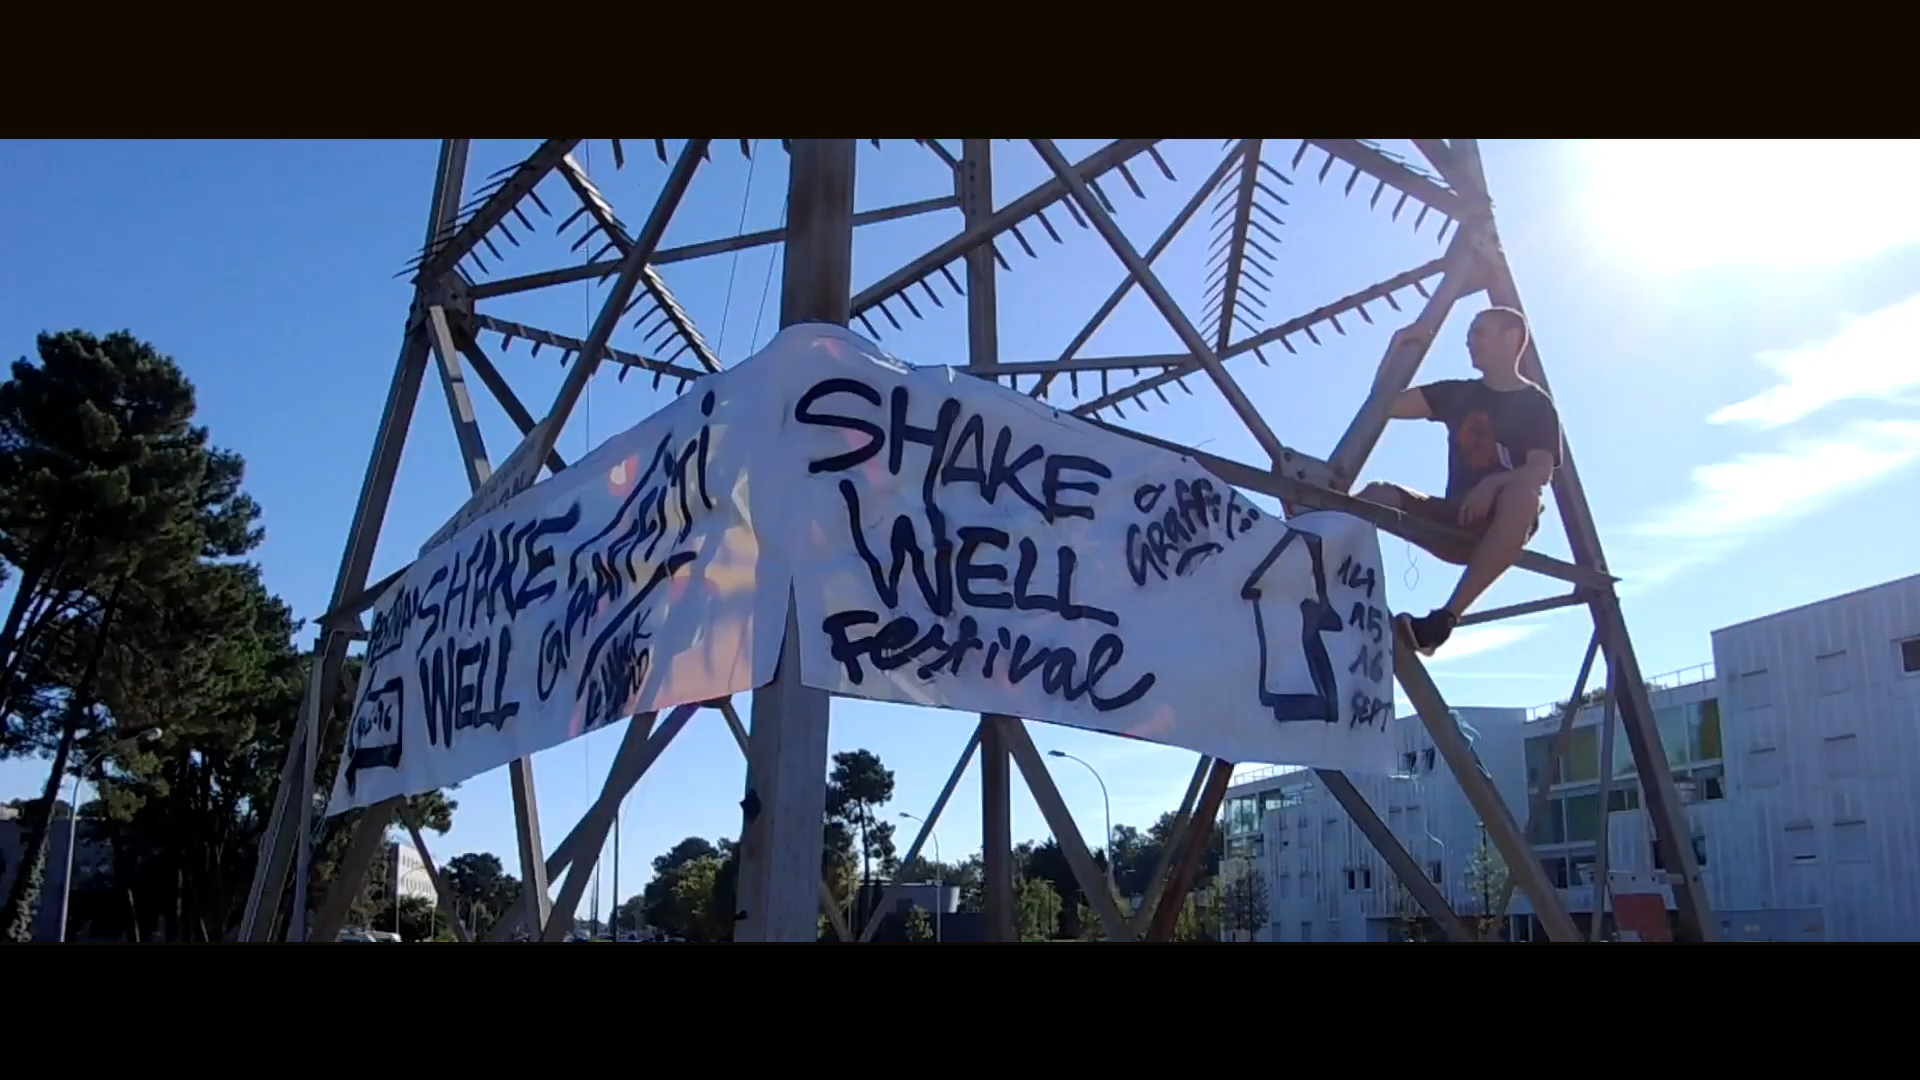 SHAKE
WELL
GRAFFITI
SHAKE
WELL
Festival
Graffiti
14
15
16
SEPT